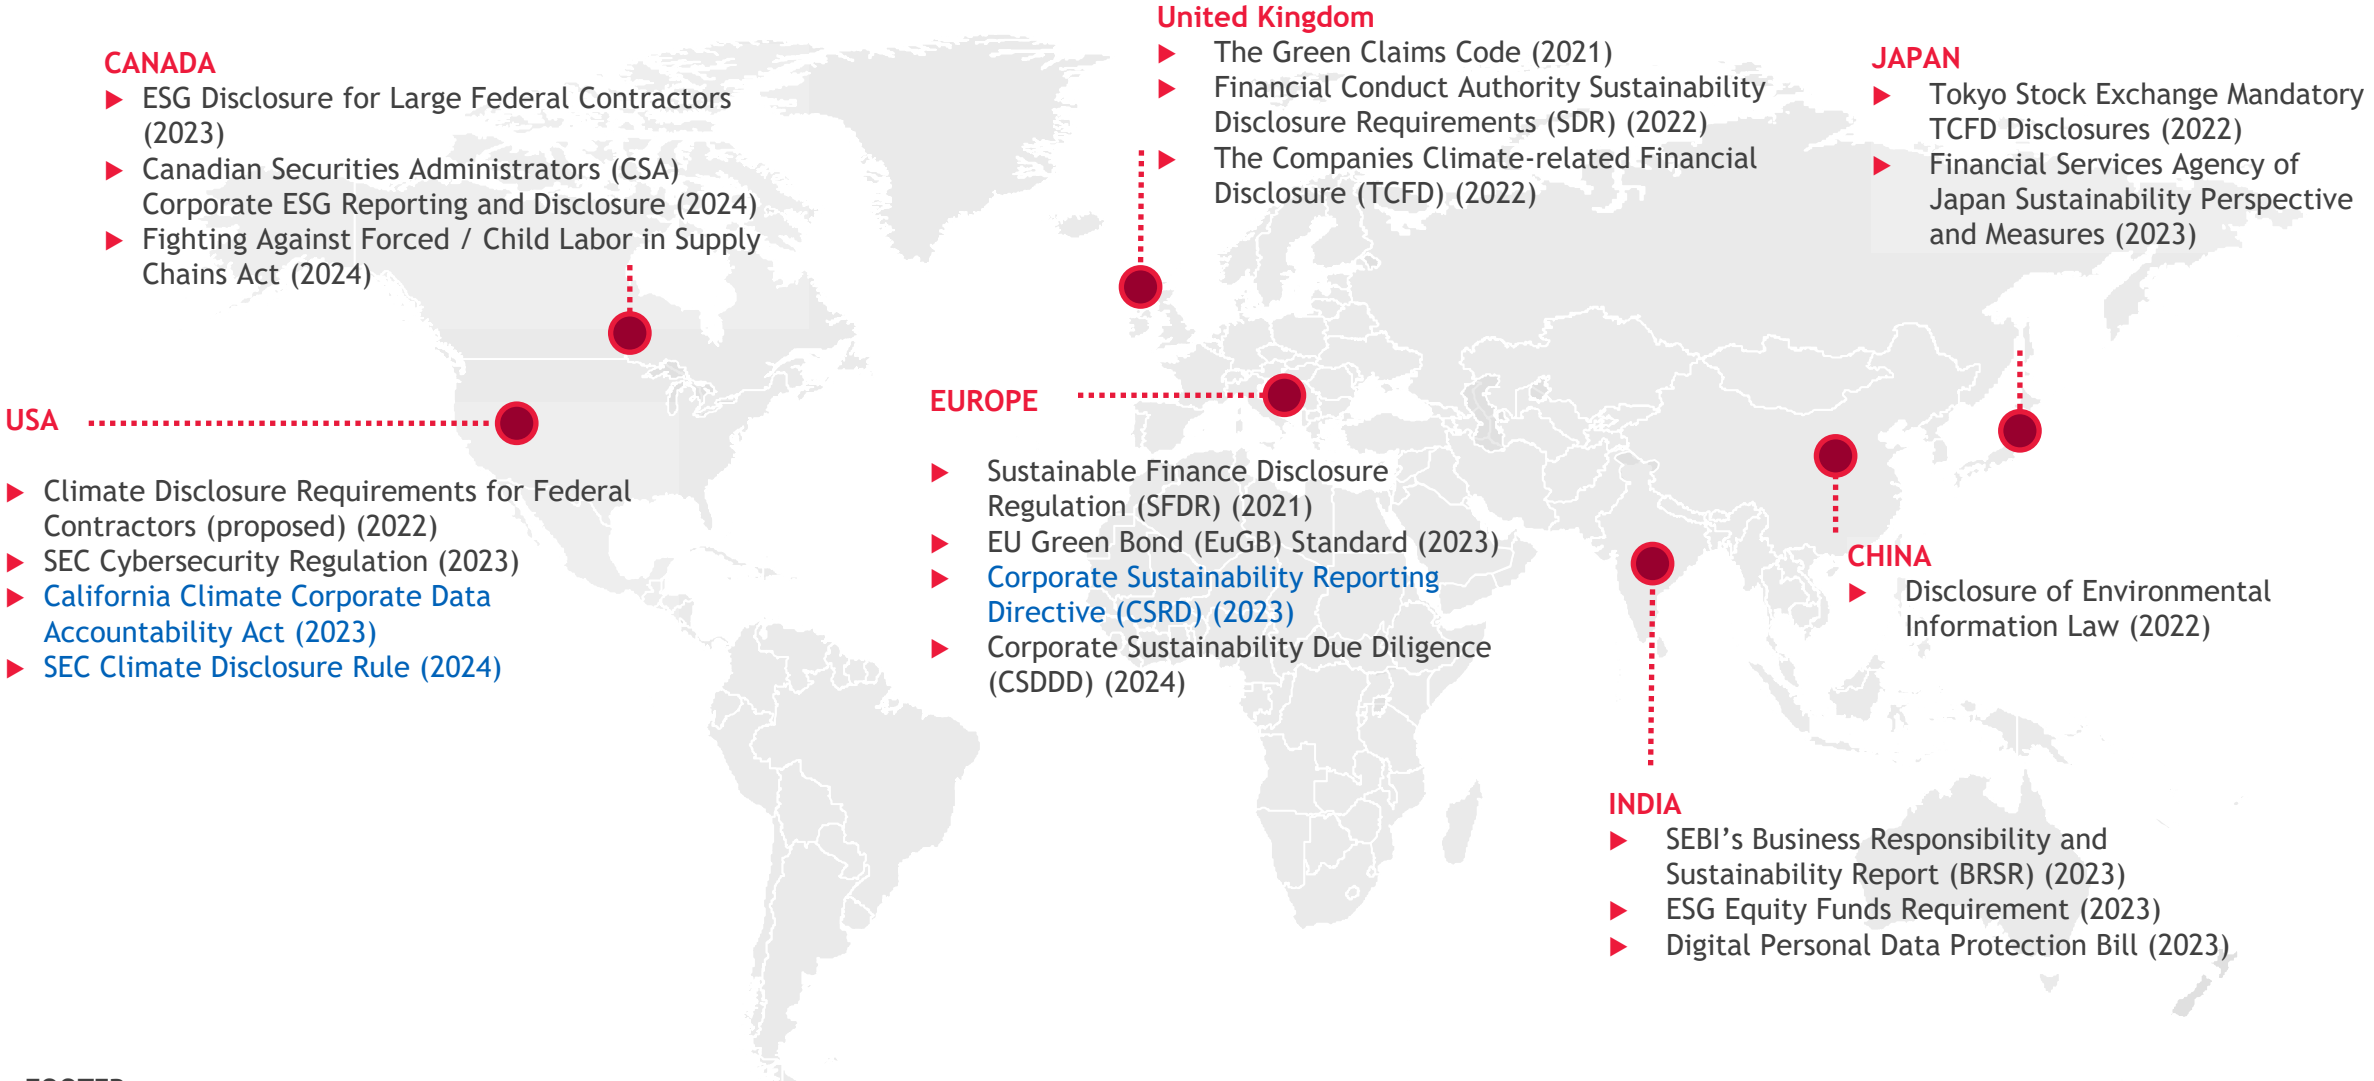 United Kingdom
The Green Claims Code (2021)
Financial Conduct Authority Sustainability
Disclosure Requirements (SDR) (2022)
The Companies Climate-related Financial
Disclosure (TCFD) (2022)
CANADA
ESG Disclosure for Large Federal Contractors
(2023)
Canadian Securities Administrators (CSA)
Corporate ESG Reporting and Disclosure (2024)
Fighting Against Forced / Child Labor in Supply
Chains Act (2024)
JAPAN
Tokyo Stock Exchange Mandatory
TCFD Disclosures (2022)
Financial Services Agency of
Japan Sustainability Perspective
and Measures (2023)
USA
Climate Disclosure Requirements for Federal
Contractors (proposed) (2022)
SEC Cybersecurity Regulation (2023)
California Climate Corporate Data
Accountability Act (2023)
SEC Climate Disclosure Rule (2024)
EUROPE
Sustainable Finance Disclosure
Regulation (SFDR) (2021)
EU Green Bond (EuGB) Standard (2023)
Corporate Sustainability Reporting
Directive (CSRD) (2023)
Corporate Sustainability Due Diligence
(CSDDD) (2024)
CHINA
Disclosure of Environmental
Information Law (2022)
INDIA
SEBI’s Business Responsibility and
Sustainability Report (BRSR) (2023)
ESG Equity Funds Requirement (2023)
Digital Personal Data Protection Bill (2023)
FOOTER